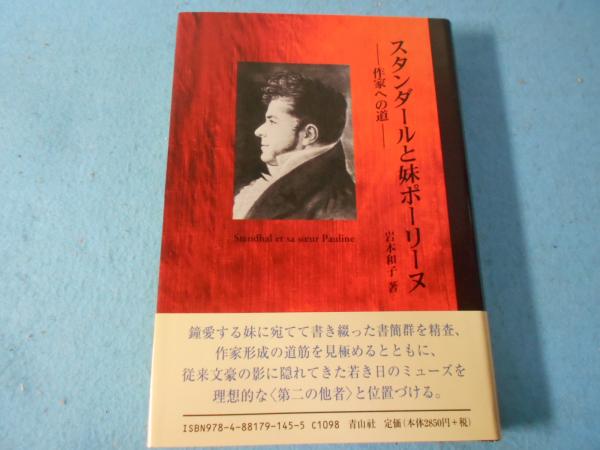 スタンダールと妹ポーリーヌ
―作家への道―
岩本和子 著
Stendhal et sa sœur Pauline
鐘愛する妹に宛てて書き綴った書簡群を精査、
作家形成の道筋を見極めるとともに、
従来文豪の影に隠れてきた若き日のミューズを
理想的な〈第二の他者〉と位置づける。
ISBN978-4-88179-145-5 C1098 青山社 定価(本体2850円+税)